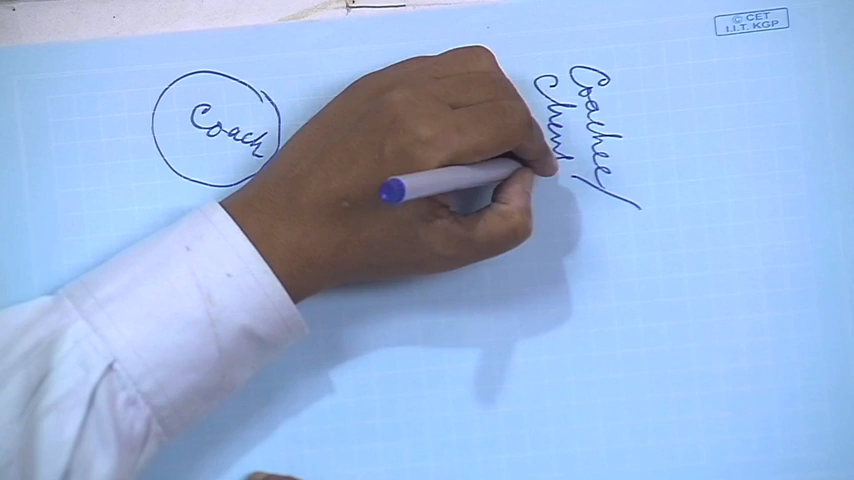 © CET
I.I.T. KGP
Coach
Coachee/
Client